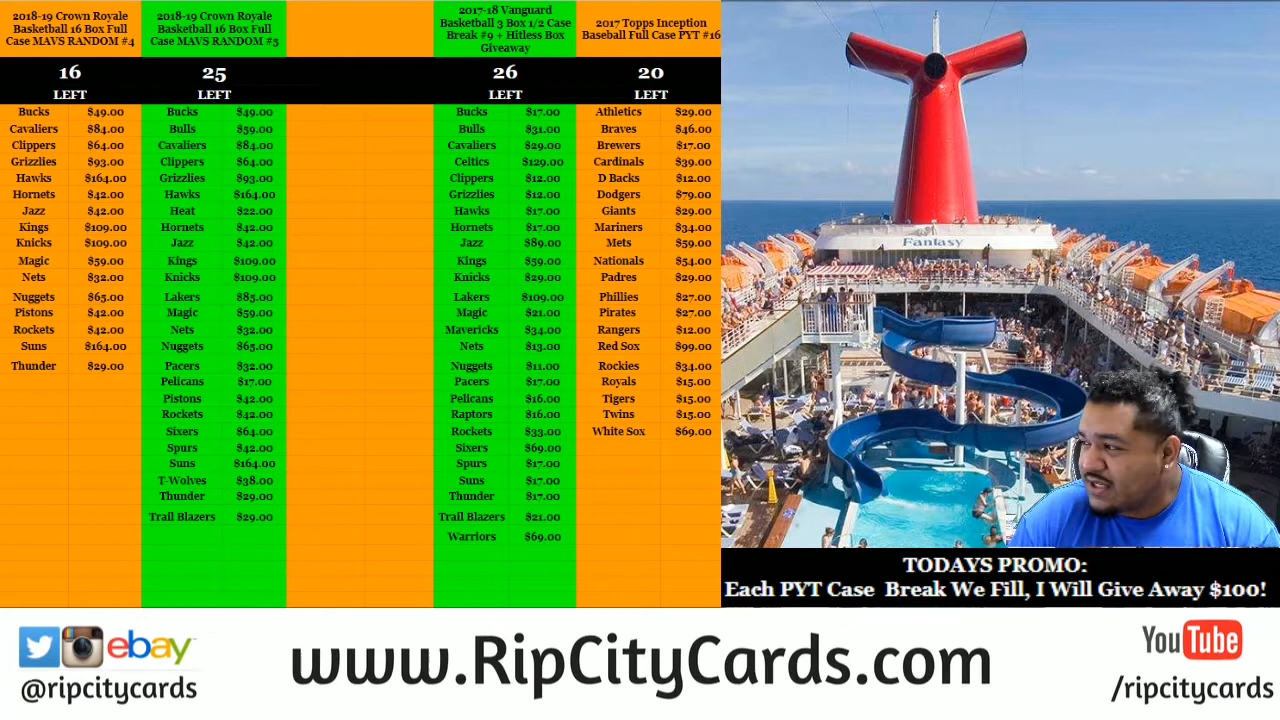 2018-19 Crown Royale
Basketball 16 Box Full
Case MAVS RANDOM #4
16
LEFT
Bucks $49.00
Cavaliers $84.00
Clippers $64.00
Grizzlies $93.00
Hawks $164.00
Hornets $42.00
Jazz $42.00
Kings $109.00
Knicks $109.00
Magic $59.00
Nets $32.00
Nuggets $65.00
Pistons $42.00
Rockets $42.00
Suns $164.00
Thunder $29.00
2018-19 Crown Royale
Basketball 16 Box Full
Case MAVS RANDOM #5
25
LEFT
Bucks $49.00
Bulls $59.00
Cavaliers $84.00
Clippers $64.00
Grizzlies $93.00
Hawks $164.00
Heat $22.00
Hornets $42.00
Jazz $42.00
Kings $109.00
Knicks $109.00
Lakers $85.00
Magic $59.00
Nets $32.00
Nuggets $65.00
Pacers $32.00
Pelicans $17.00
Pistons $42.00
Rockets $42.00
Sixers $64.00
Spurs $42.00
Suns $164.00
T-Wolves $38.00
Thunder $29.00
Trail Blazers $29.00
2017-18 Vanguard
Basketball 3 Box 1/2 Case
Break #9 + Hitless Box
Giveaway
26
LEFT
Bucks $17.00
Bulls $31.00
Cavaliers $29.00
Celtics $129.00
Clippers $12.00
Grizzlies $12.00
Hawks $17.00
Hornets $17.00
Jazz $89.00
Kings $59.00
Knicks $29.00
Lakers $109.00
Magic $21.00
Mavericks $34.00
Nets $13.00
Nuggets $11.00
Pacers $17.00
Pelicans $16.00
Raptors $16.00
Rockets $33.00
Sixers $69.00
Spurs $17.00
Suns $17.00
Thunder $17.00
Trail Blazers $21.00
Warriors $69.00
2017 Topps Inception
Baseball Full Case PYT #16
20
LEFT
Athletics $29.00
Braves $46.00
Brewers $17.00
Cardinals $39.00
D Backs $12.00
Dodgers $79.00
Giants $29.00
Mariners $34.00
Mets $59.00
Nationals $54.00
Padres $29.00
Phillies $27.00
Pirates $27.00
Rangers $12.00
Red Sox $99.00
Rockies $34.00
Royals $15.00
Tigers $15.00
Twins $15.00
White Sox $69.00
Fantasy
TODAYS PROMO:
Each PYT Case Break We Fill, I Will Give Away $100!
ebay
@ripcitycards
www.RipCityCards.com
YouTube
/ripcitycards